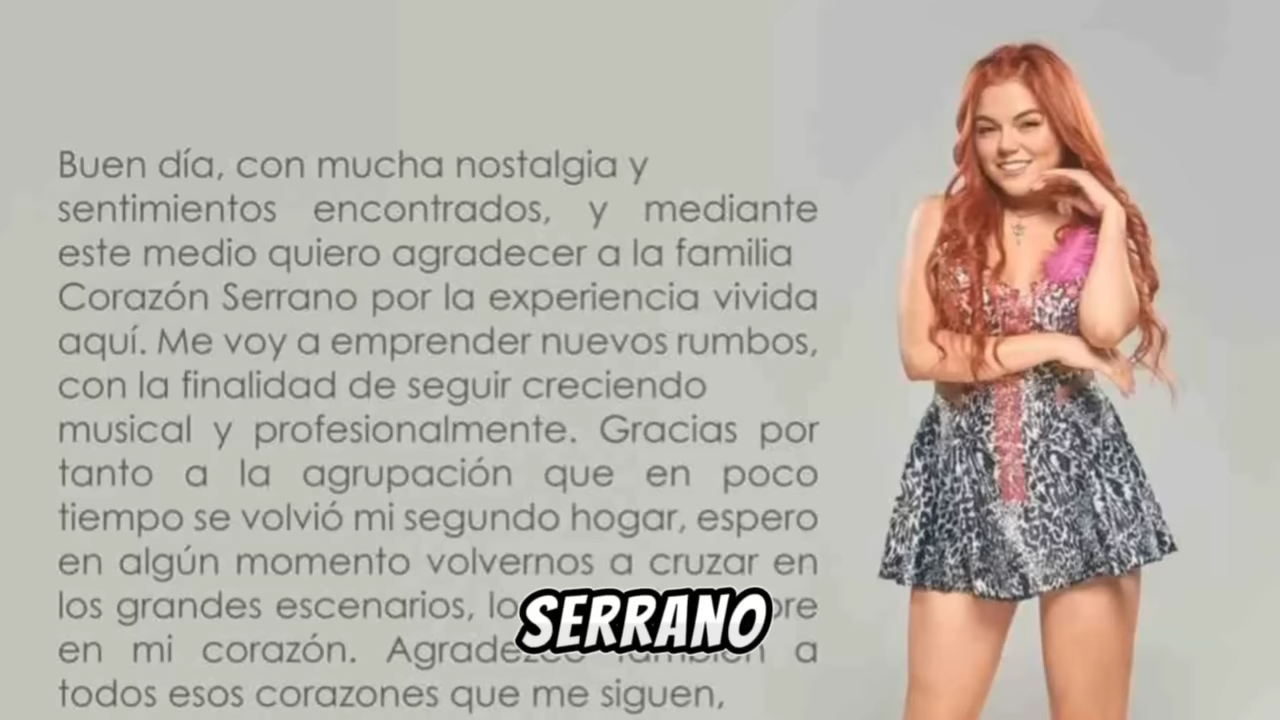 Buen día, con mucha nostalgia y
sentimientos encontrados, y mediante
este medio quiero agradecer a la familia
Corazón Serrano por la experiencia vivida
aquí. Me voy a emprender nuevos rumbos,
con la finalidad de seguir creciendo
musical y profesionalmente. Gracias por
tanto a la agrupación que en poco
tiempo se volvió mi segundo hogar, espero
en algún momento volvernos a cruzar en
los grandes escenarios,
SERRANO
en mi corazón. a
todos esos corazones que me siguen,